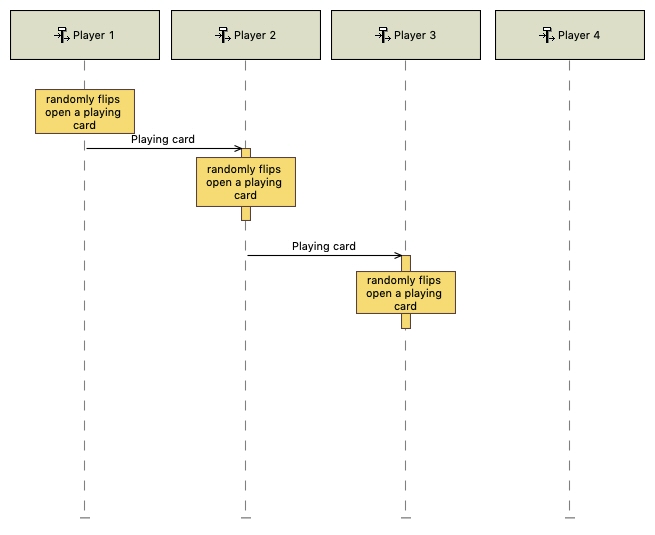 Player 1
Player 2
Player 3
Player 4
randomly flips
open a playing
card
Playing card
randomly flips
open a playing
card
Playing card
randomly flips
open a playing
card